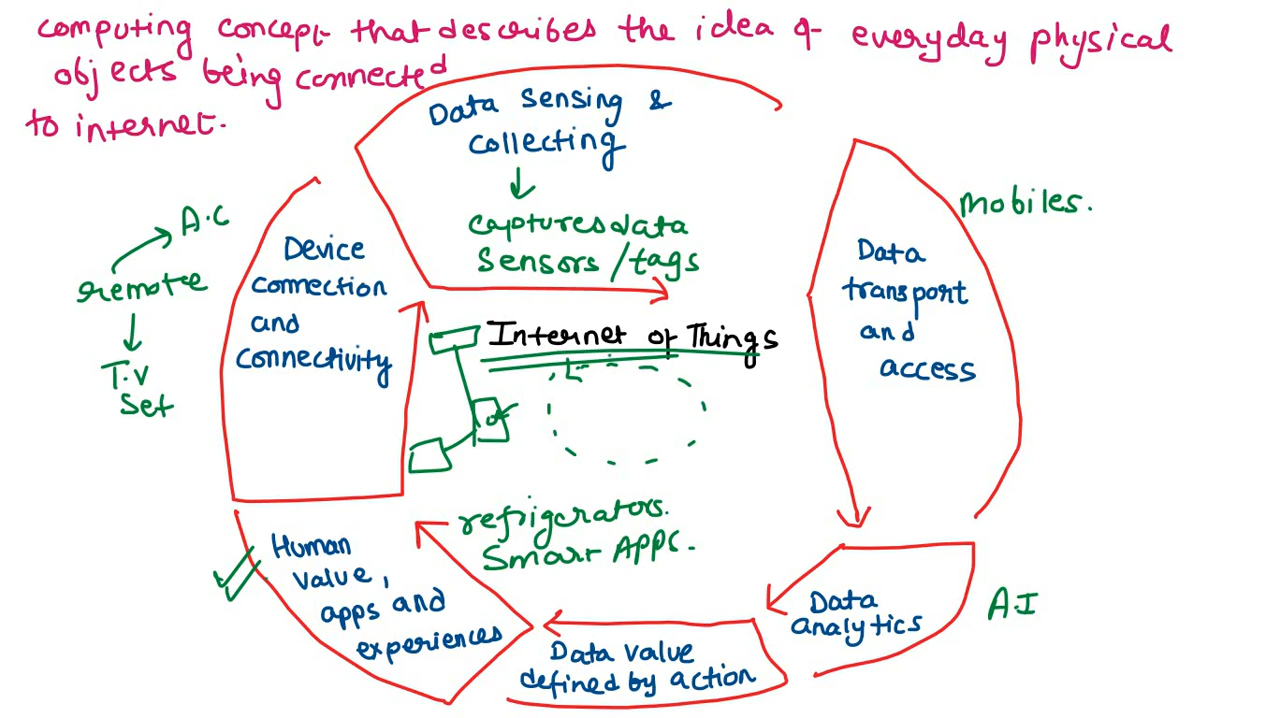 computing concept that describes the idea of everyday physical
objects being connected
to internet.
Data Sensing &
collecting
captures data
Sensors / tags
mobiles.
Data
transport
and
access
A.C
remote
T.V
Set
Device
connection
and
connectivity
Internet of Things
refrigerators.
Smart APPS.
Human
value,
apps and
experiences
Data value
defined by action
Data
analytics
A.I